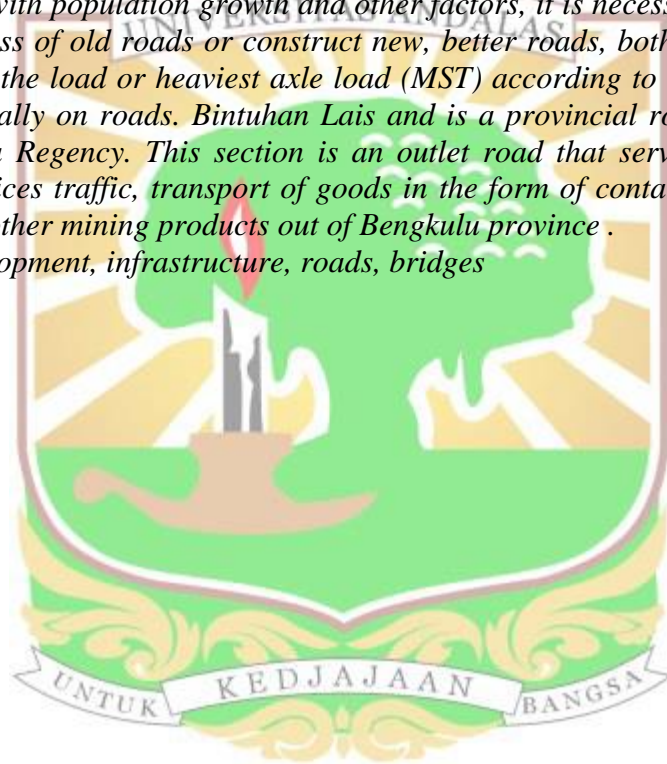 with population growth and other factors, it is necess
UNIVERSITAS ANDALAS
ss of old roads or construct new, better roads, both
the load or heaviest axle load (MST) according to
ally on roads. Bintuhan Lais and is a provincial ro
Regency. This section is an outlet road that serv
ices traffic, transport of goods in the form of conta
other mining products out of Bengkulu province .
opment, infrastructure, roads, bridges
UNTUK KEDJAJAAN BANGSA